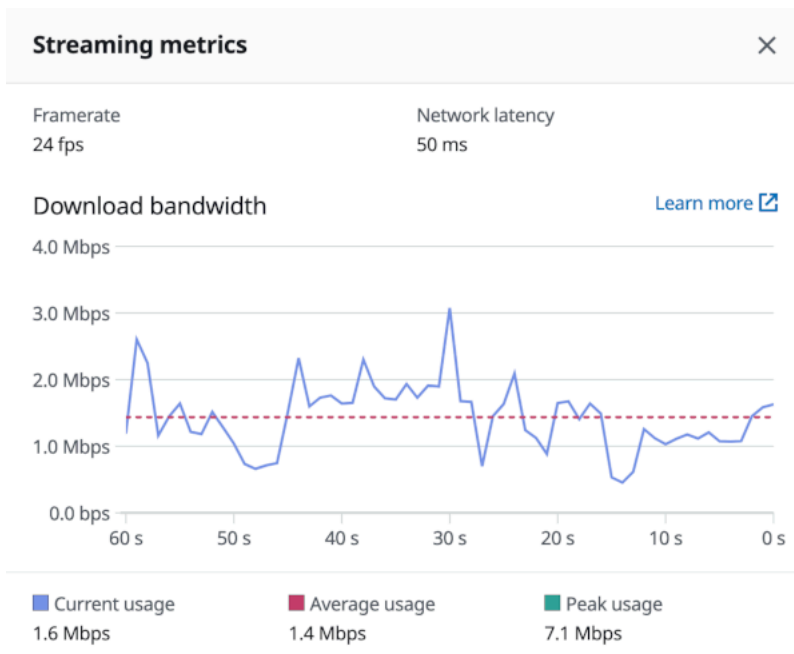 Streaming metrics
Framerate
Network latency
24 fps
50 ms
Download bandwidth
Learn more
4.0 Mbps
3.0 Mbps
2.0 Mbps
1.0 Mbps
0.0 bps
60 s
50 s
40 s
30 s
20 s
10 s
0 s
Current usage
Average usage
Peak usage
1.6 Mbps
1.4 Mbps
7.1 Mbps